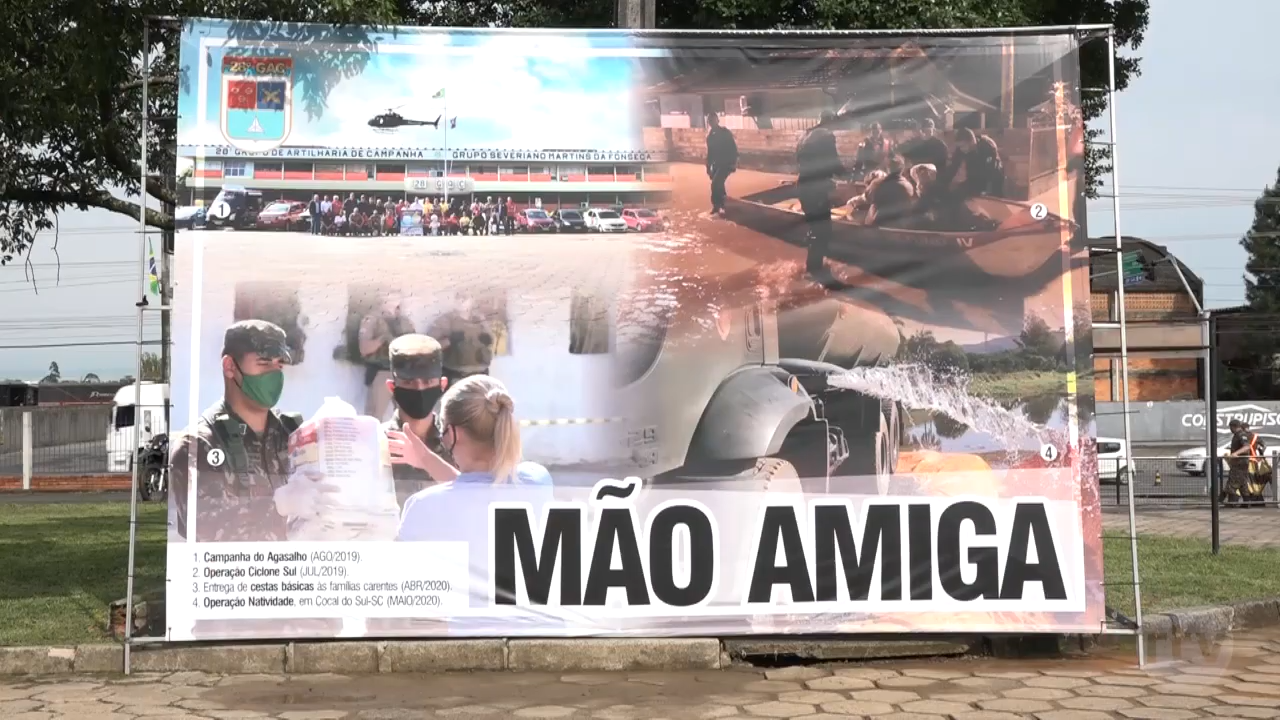 28º GAC
28º GRUPO DE ARTILHARIA DE CAMPANHA GRUPO SEVERIANO MARTINS DA FONSECA
28º GAC
1
2
3
4
MÃO AMIGA
1. Campanha do Agasalho (AGO/2019).
2. Operação Ciclone Sul (JUL/2019).
3. Entrega de cestas básicas às famílias carentes (ABR/2020).
4. Operação Natividade, em Cocal do Sul-SC (MAIO/2020).
CONSTRUPISO
tv